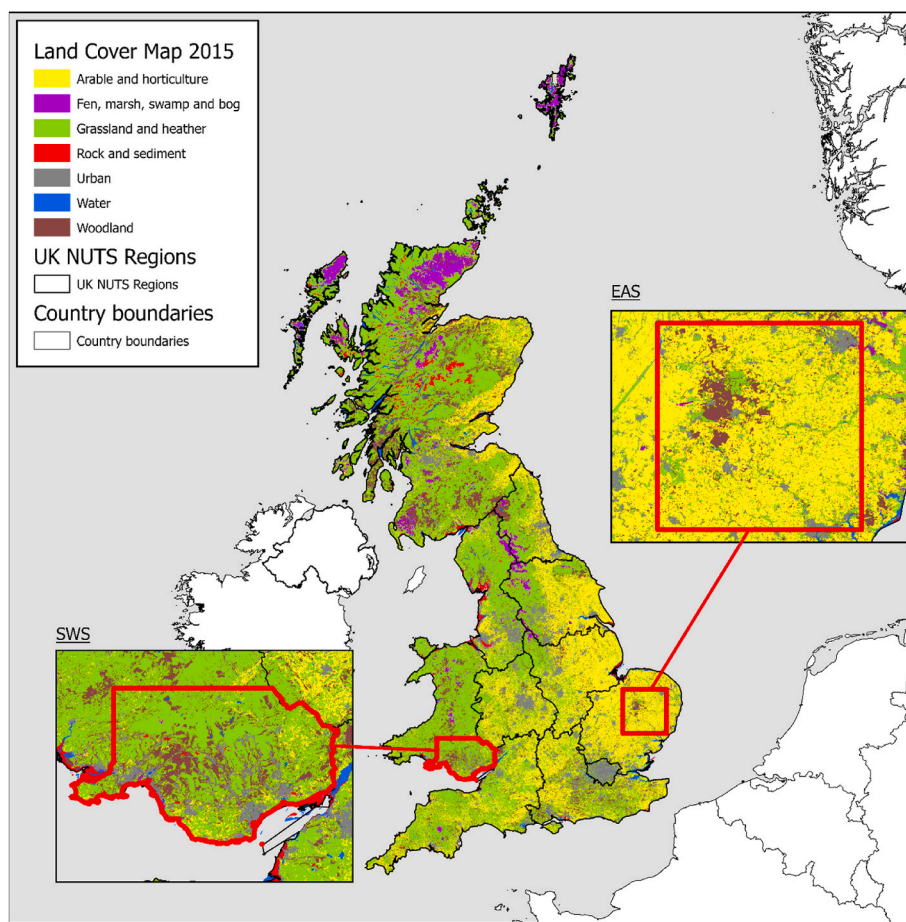 Land Cover Map 2015
Arable and horticulture
Fen, marsh, swamp and bog
Grassland and heather
Rock and sediment
Urban
Water
Woodland
UK NUTS Regions
UK NUTS Regions
Country boundaries
Country boundaries
EAS
SWS